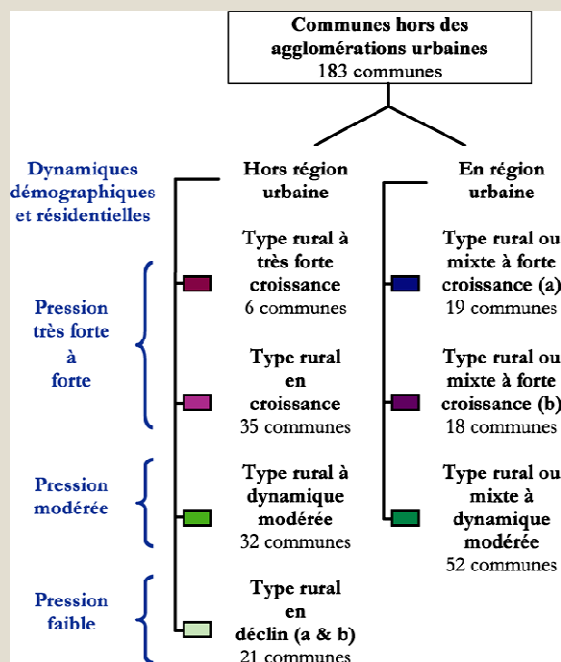 Communes hors des
agglomérations urbaines
183 communes
Dynamiques
démographiques
et résidentielles
Hors région
urbaine
En région
urbaine
Pression
très forte
à
forte
Type rural à
très forte
croissance
6 communes
Type rural ou
mixte à forte
croissance (a)
19 communes
Type rural
en
croissance
35 communes
Type rural ou
mixte à forte
croissance (b)
18 communes
Pression
modérée
Type rural à
dynamique
modérée
32 communes
Type rural ou
mixte à
dynamique
modérée
52 communes
Pression
faible
Type rural
en
déclin (a & b)
21 communes